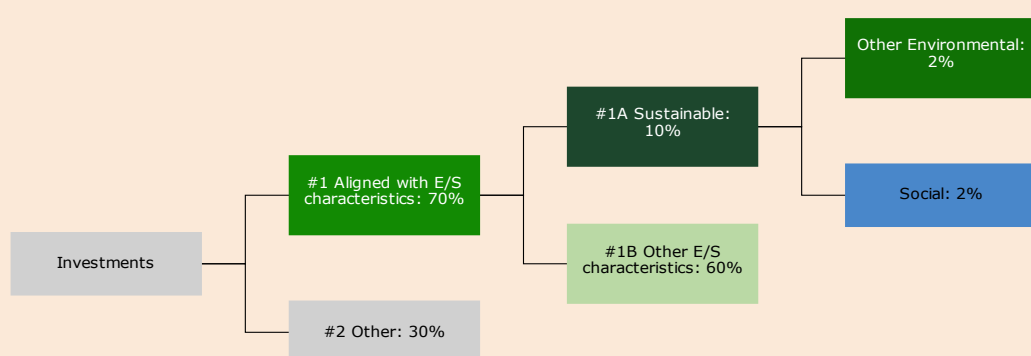 Other Environmental:
2%
#1A Sustainable:
10%
#1 Aligned with E/S
characteristics: 70%
Social: 2%
Investments
#1B Other E/S
characteristics: 60%
#2 Other: 30%